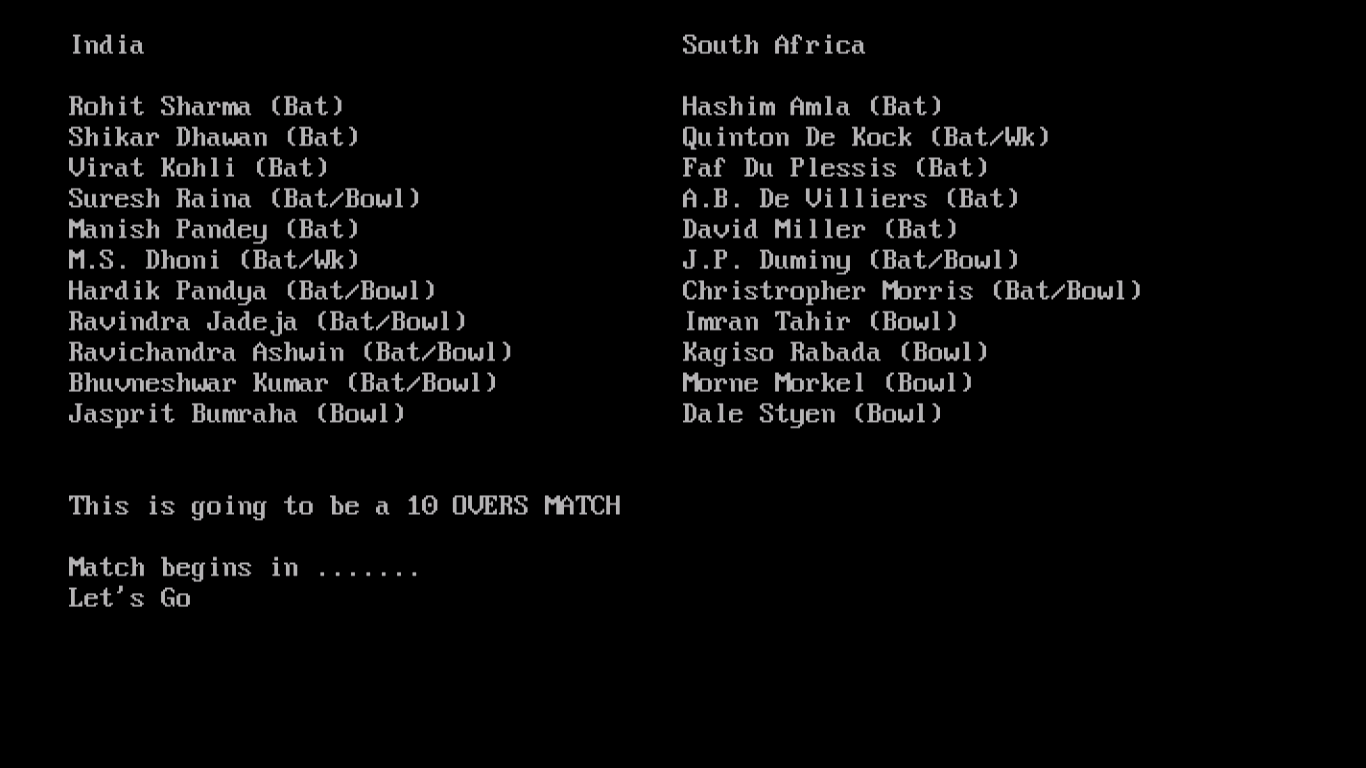 India South Africa
Rohit Sharma (Bat) Hashim Amla (Bat)
Shikar Dhawan (Bat) Quinton De Kock (Bat/Wk)
Virat Kohli (Bat) Faf Du Plessis (Bat)
Suresh Raina (Bat/Bowl) A.B. De Villiers (Bat)
Manish Pandey (Bat) David Miller (Bat)
M.S. Dhoni (Bat/Wk) J.P. Duminy (Bat/Bowl)
Hardik Pandya (Bat/Bowl) Christropher Morris (Bat/Bowl)
Ravindra Jadeja (Bat/Bowl) Imran Tahir (Bowl)
Ravichandra Ashwin (Bat/Bowl) Kagiso Rabada (Bowl)
Bhuvneshwar Kumar (Bat/Bowl) Morne Morkel (Bowl)
Jasprit Bumraha (Bowl) Dale Styen (Bowl)
This is going to be a 10 OVERS MATCH
Match begins in .......
Let's Go